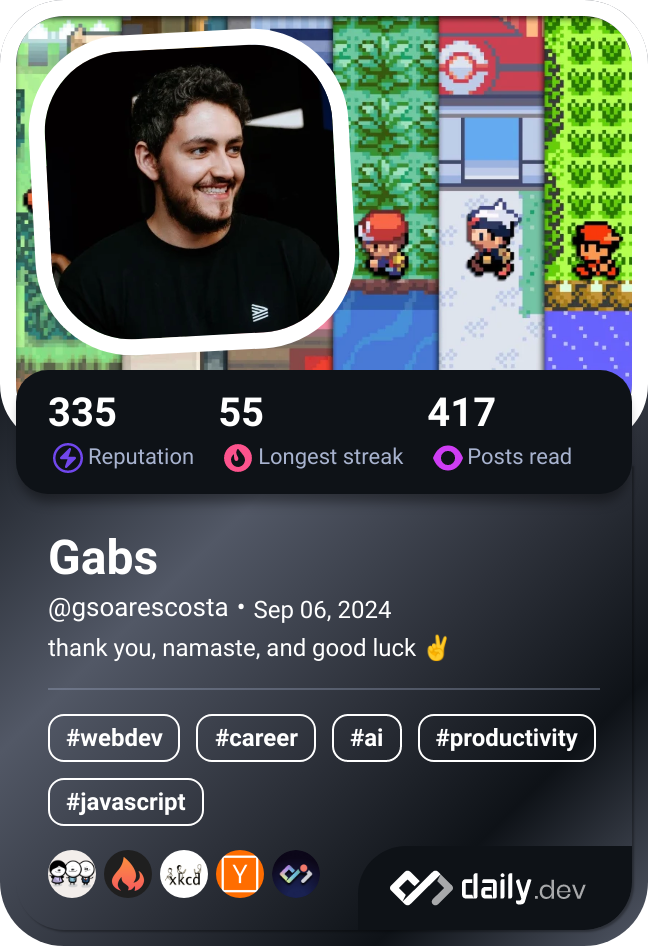 335 55 417
Reputation Longest streak Posts read
Gabs
@gsoarescosta • Sep 06, 2024
thank you, namaste, and good luck ✌️
#webdev #career #ai #productivity
#javascript
xkcd Y
daily.dev